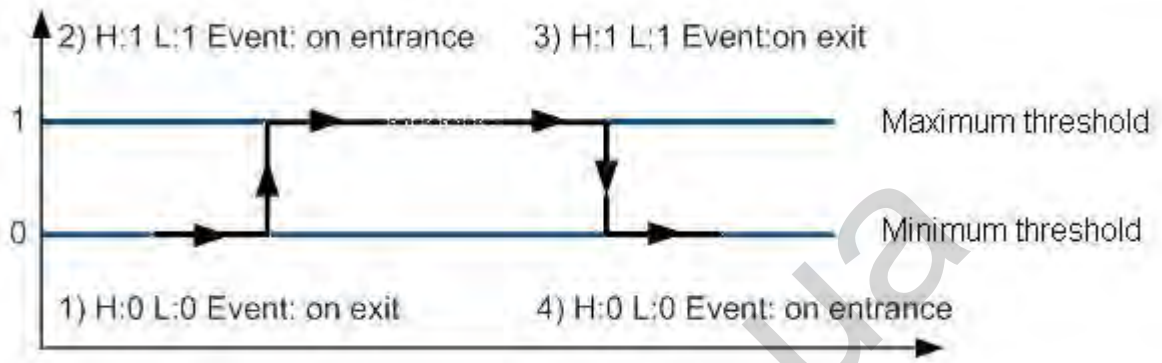 2) H:1 L:1 Event: on entrance
3) H:1 L:1 Event:on exit
1
Maximum threshold
0
Minimum threshold
1) H:0 L:0 Event: on exit
4) H:0 L:0 Event: on entrance
ua